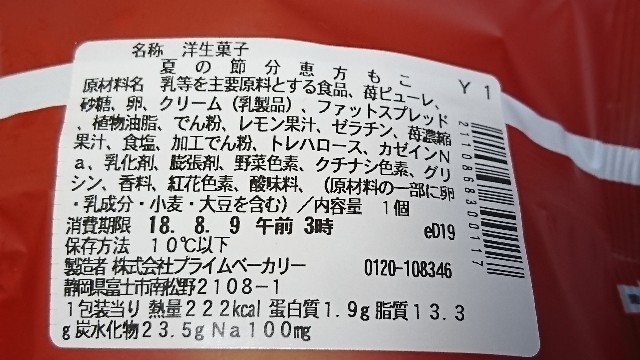 名称 洋生菓子
夏の節分恵方もこ
Y1
原材料名 乳等を主要原料とする食品、苺ピューレ、
砂糖、卵、クリーム（乳製品）、ファットスプレッド
、植物油脂、でん粉、レモン果汁、ゼラチン、苺濃縮
果汁、食塩、加工でん粉、トレハロース、カゼインN
a、乳化剤、膨張剤、野菜色素、クチナシ色素、グリ
シン、香料、紅花色素、酸味料、（原材料の一部に卵
・乳成分・小麦・大豆を含む）／内容量 1個
消費期限 18. 8. 9 午前 3時
eD19
保存方法 10℃以下
製造者 株式会社プライムベーカリー 0120-108346
静岡県富士市南松野2108-1
1包装当り 熱量222kcal 蛋白質1.9g 脂質13.3
g炭水化物23.5gNa100mg
2110868300117